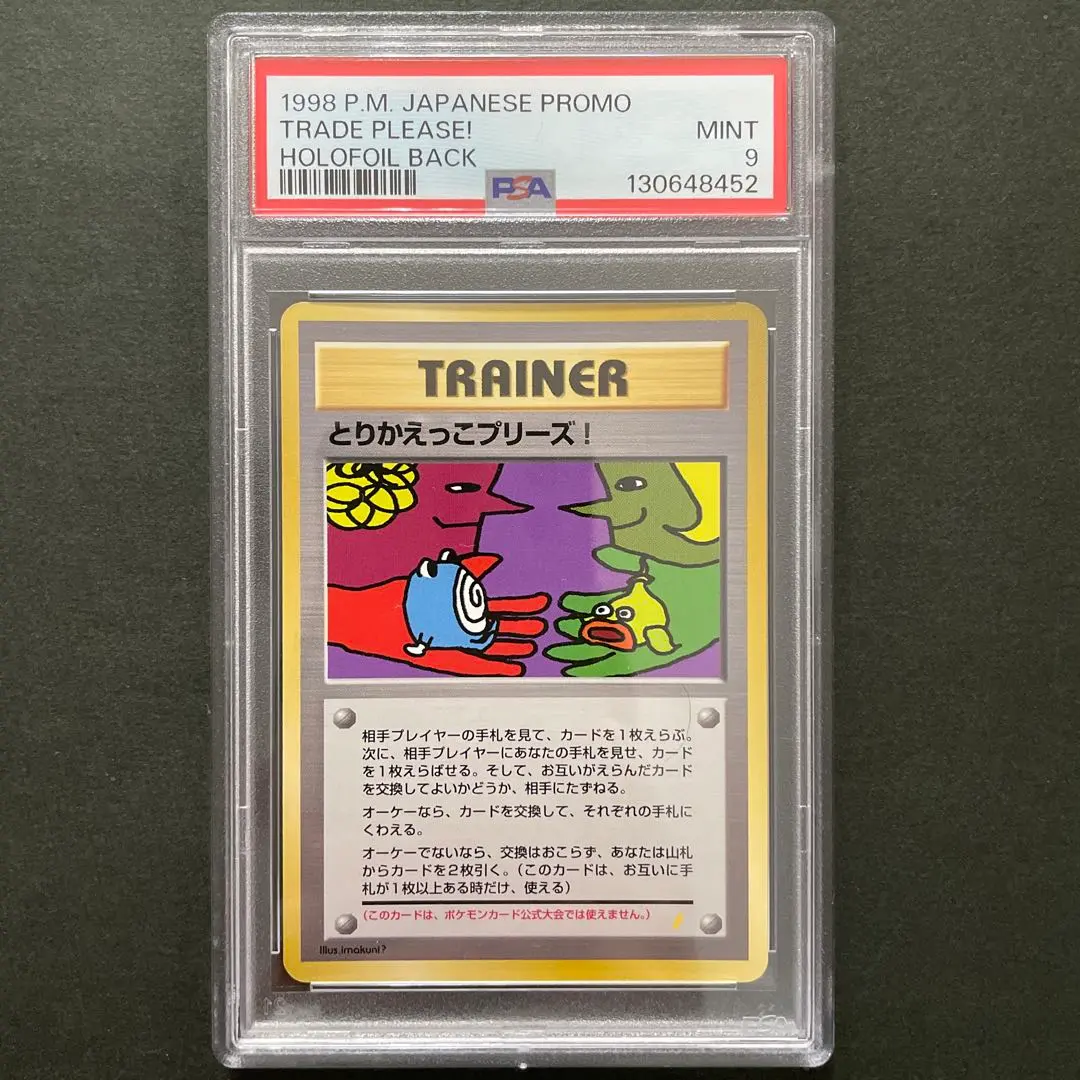 1998 P.M. JAPANESE PROMO
TRADE PLEASE! MINT
HOLOFOIL BACK 9
PSA 130648452
TRAINER
とりかえっこプリーズ！
相手プレイヤーの手札を見て、カードを1枚えらぶ。
次に、相手プレイヤーにあなたの手札を見せ、カード
を1枚えらばせる。そして、お互いがえらんだカード
を交換してよいかどうか、相手にたずねる。
オーケーなら、カードを交換して、それぞれの手札に
くわえる。
オーケーでないなら、交換はおこらず、あなたは山札
からカードを2枚引く。（このカードは、お互いに手
札が1枚以上ある時だけ、使える）
（このカードは、ポケモンカード公式大会では使えません。）
Illus.imakuni?
PSA